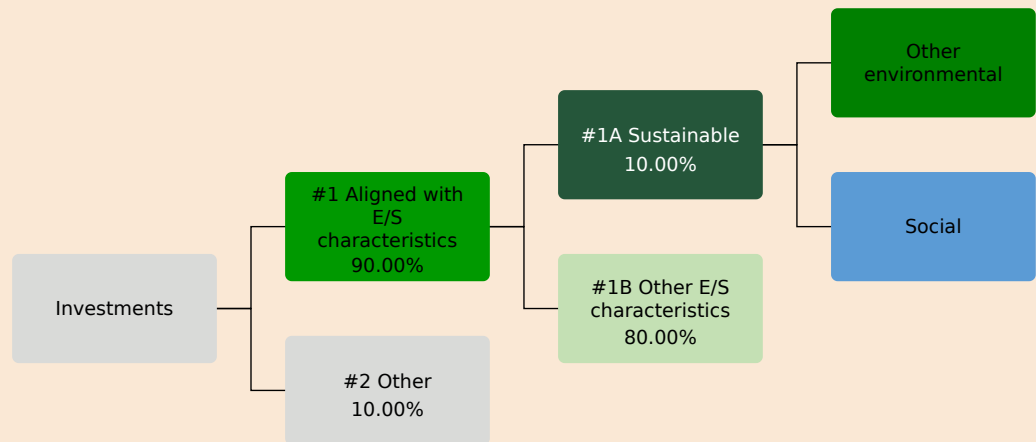 Investments
#1 Aligned with
E/S
characteristics
90.00%
#2 Other
10.00%
#1A Sustainable
10.00%
#1B Other E/S
characteristics
80.00%
Other
environmental
Social